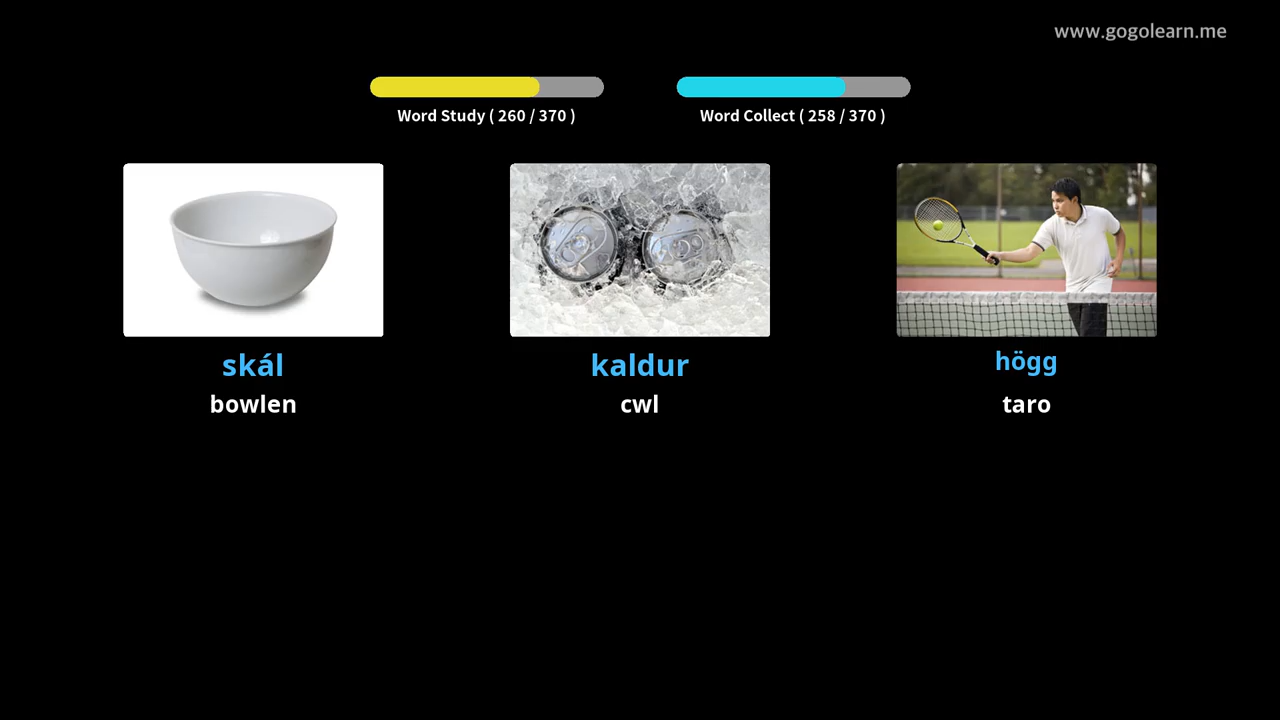 www.gogolearn.me
Word Study ( 260 / 370 )
Word Collect ( 258 / 370 )
skál
kaldur
högg
bowlen
cwl
taro